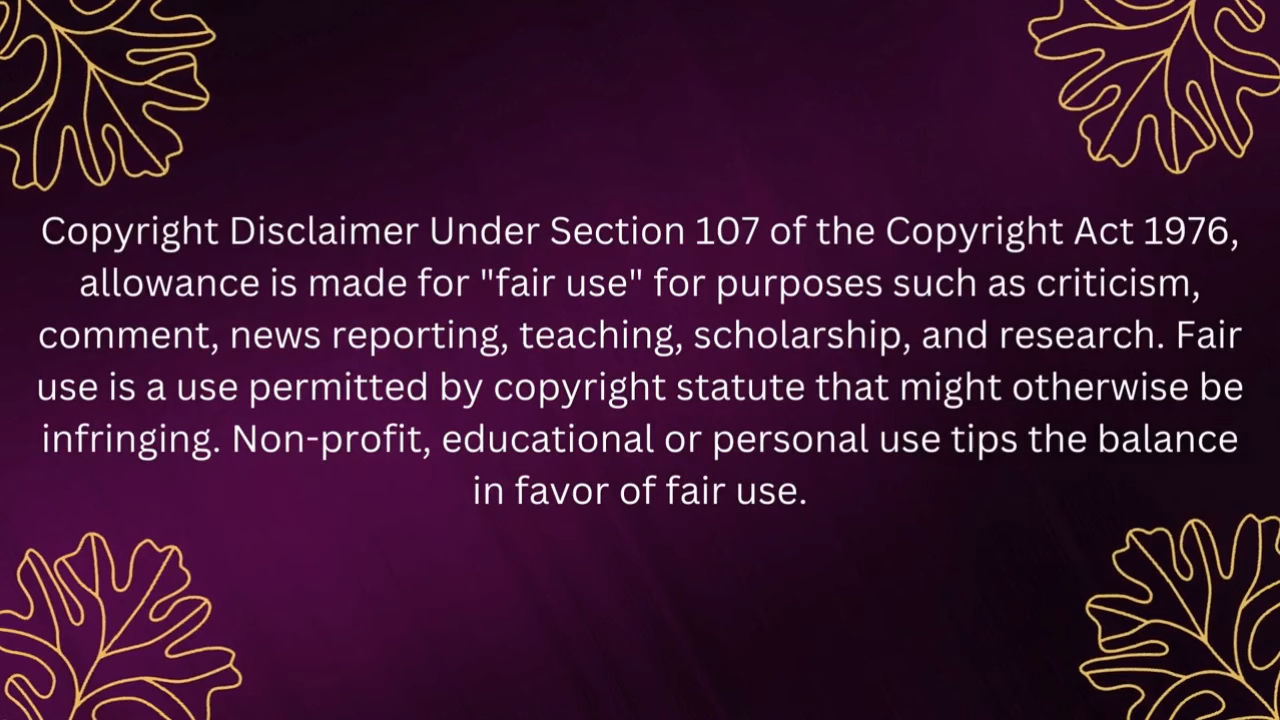 Copyright Disclaimer Under Section 107 of the Copyright Act 1976,
allowance is made for "fair use" for purposes such as criticism,
comment, news reporting, teaching, scholarship, and research. Fair
use is a use permitted by copyright statute that might otherwise be
infringing. Non-profit, educational or personal use tips the balance
in favor of fair use.